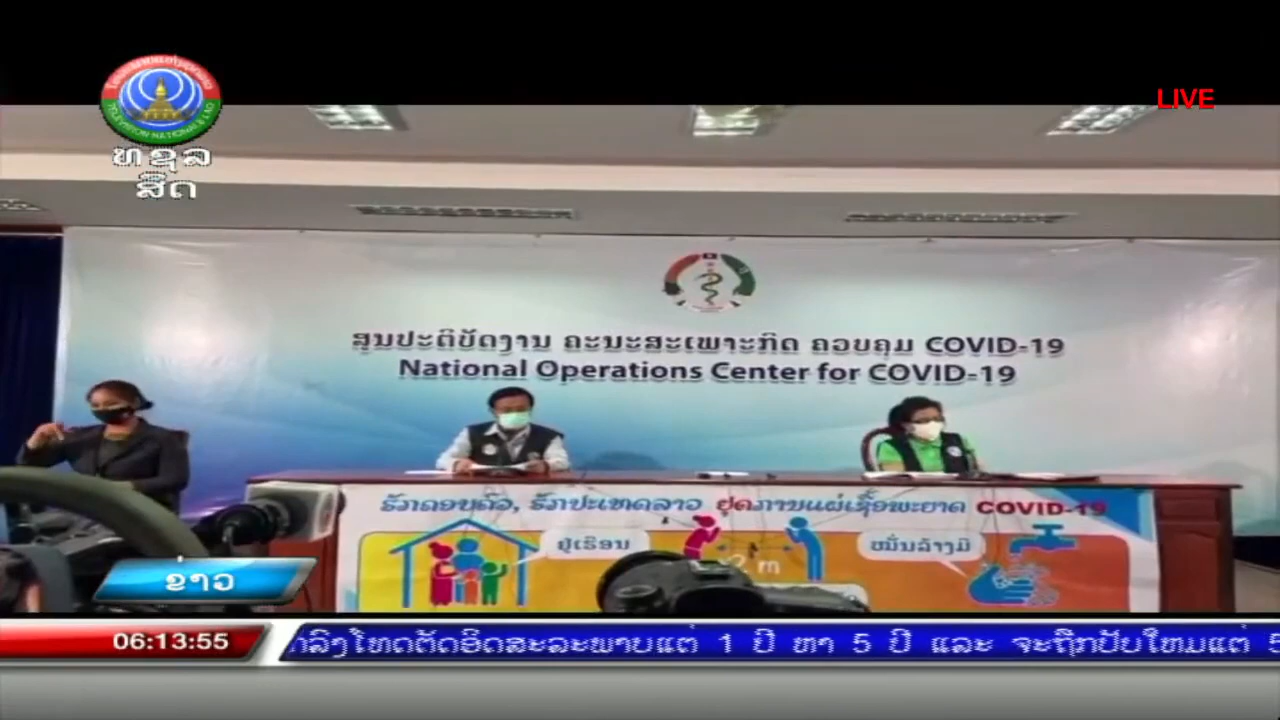 LIVE
ທຊລ
ສົດ
ສູນປະຕິບັດງານ ຄະນະສະເພາະກິດ ຄວບຄຸມ COVID-19
National Operations Center for COVID-19
ຮັກຄອບຄົວ, ຮັກປະເທດລາວ ຢຸດການແຜ່ເຊື້ອພະຍາດ COVID-19
ຢູ່ເຮືອນ
2 m
ໝັ່ນລ້າງມື
ຂ່າວ
06:13:55
ລົງໂທດຕັດອິດສະລະພາບແຕ່ 1 ປີ ຫາ 5 ປີ ແລະ ຈະຖືກປັບໃຫມແຕ່ 5